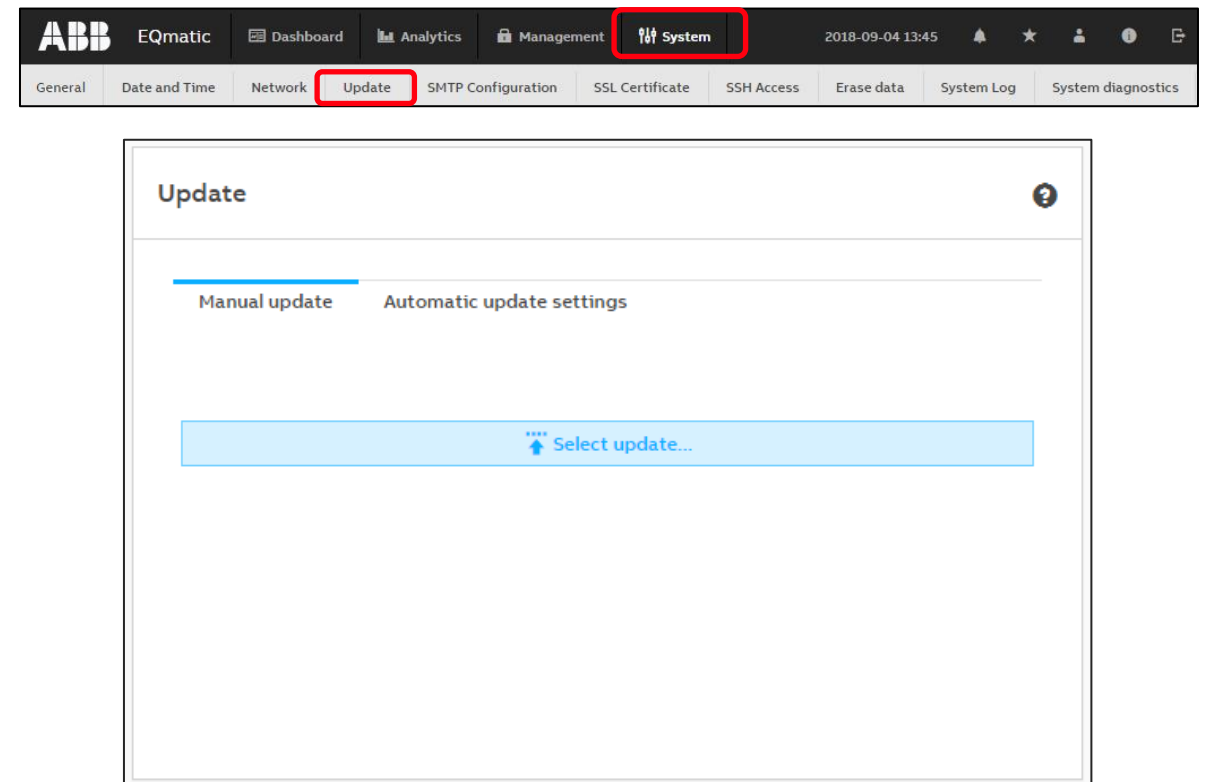 ABB EQmatic Dashboard Analytics Management System 2018-09-04 13:45
General Date and Time Network Update SMTP Configuration SSL Certificate SSH Access Erase data System Log System diagnostics
Update ?
Manual update Automatic update settings
Select update...